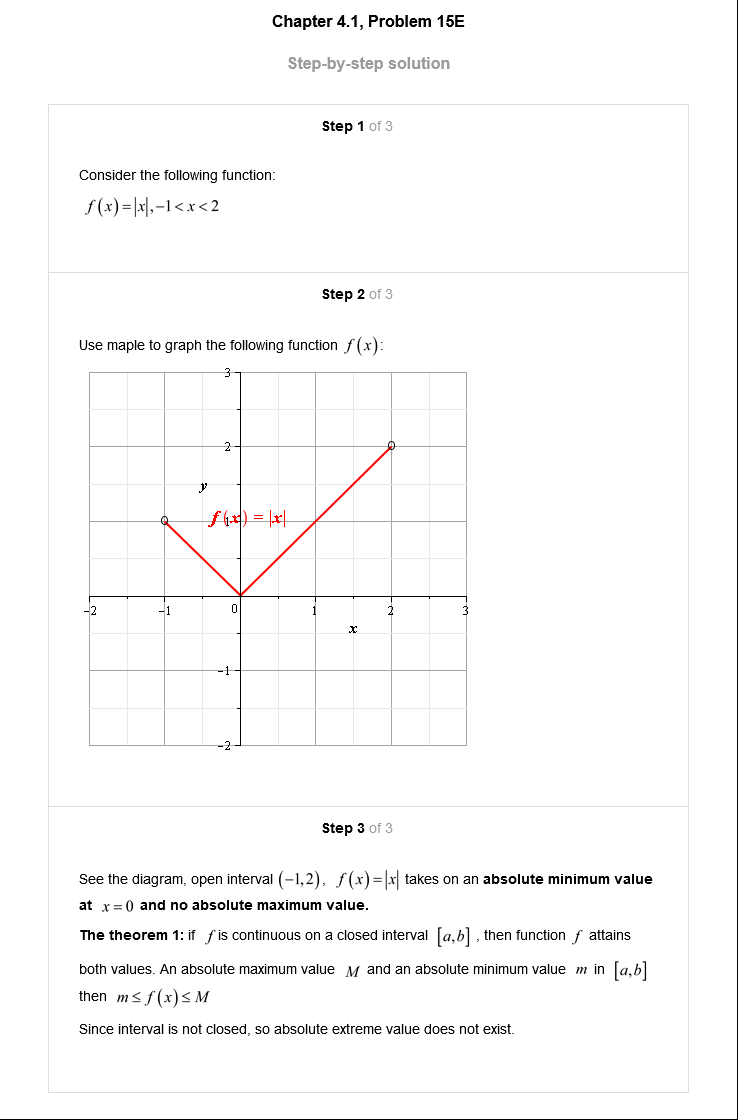 Chapter 4.1, Problem 15E
Step-by-step solution
Step 1 of 3
Consider the following function:
f(x)=|x|,−1<x<2
Step 2 of 3
Use maple to graph the following function f(x):
3
2
y
f(x) = |x|
1
−2 −1 0 1 2 3
x
−1
−2
Step 3 of 3
See the diagram, open interval (−1,2), f(x)=|x| takes on an absolute minimum value
at x=0 and no absolute maximum value.
The theorem 1: if f is continuous on a closed interval [a,b] , then function f attains
both values. An absolute maximum value M and an absolute minimum value m in [a,b]
then m≤f(x)≤M
Since interval is not closed, so absolute extreme value does not exist.